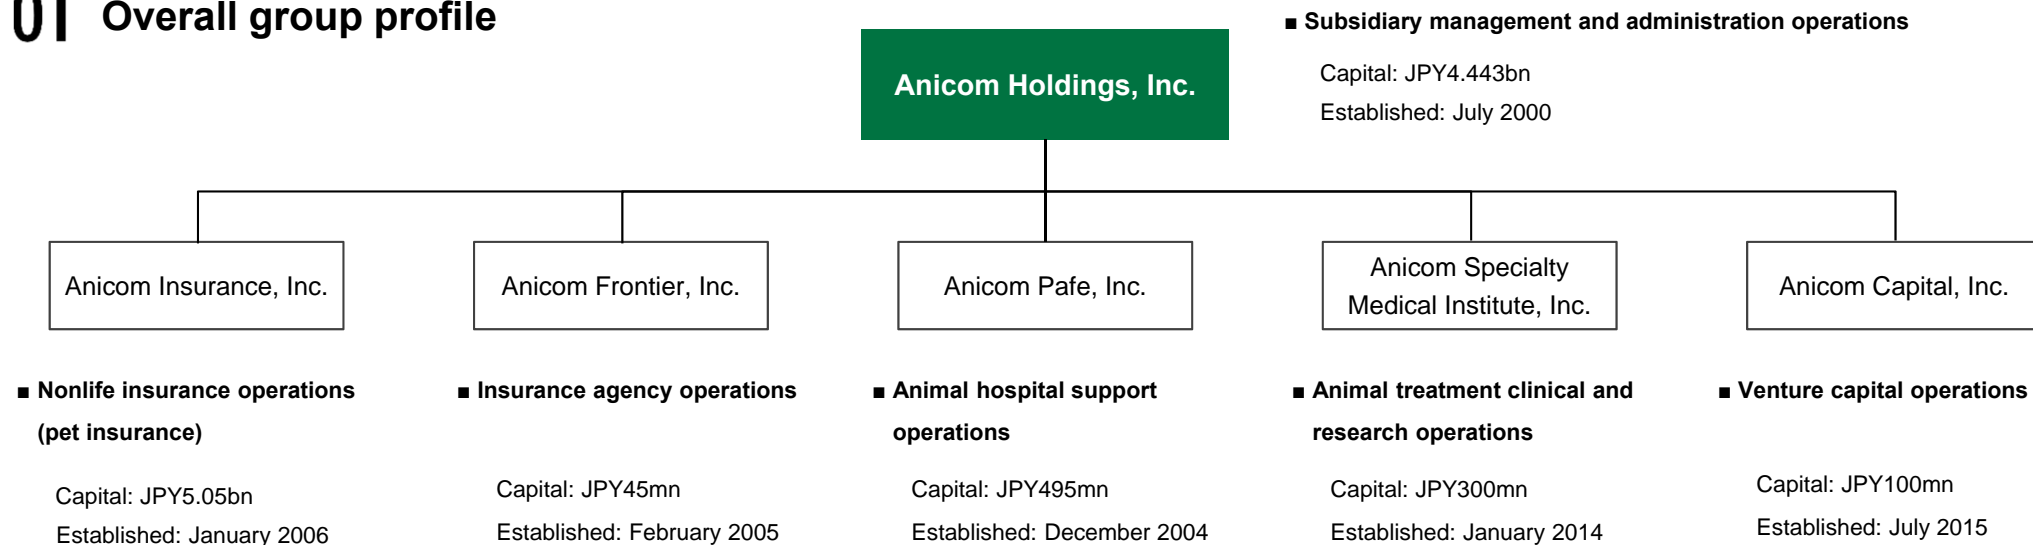 01 Overall group profile
Anicom Holdings, Inc.
■ Subsidiary management and administration operations
Capital: JPY4.443bn
Established: July 2000
Anicom Insurance, Inc.
■ Nonlife insurance operations
(pet insurance)
Capital: JPY5.05bn
Established: January 2006
Anicom Frontier, Inc.
■ Insurance agency operations
Capital: JPY45mn
Established: February 2005
Anicom Pafe, Inc.
■ Animal hospital support
operations
Capital: JPY495mn
Established: December 2004
Anicom Specialty
Medical Institute, Inc.
■ Animal treatment clinical and
research operations
Capital: JPY300mn
Established: January 2014
Anicom Capital, Inc.
■ Venture capital operations
Capital: JPY100mn
Established: July 2015